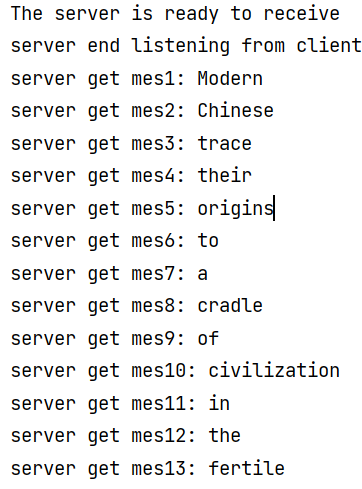 The server is ready to receive
server end listening from client
server get mes1: Modern
server get mes2: Chinese
server get mes3: trace
server get mes4: their
server get mes5: origins
server get mes6: to
server get mes7: a
server get mes8: cradle
server get mes9: of
server get mes10: civilization
server get mes11: in
server get mes12: the
server get mes13: fertile